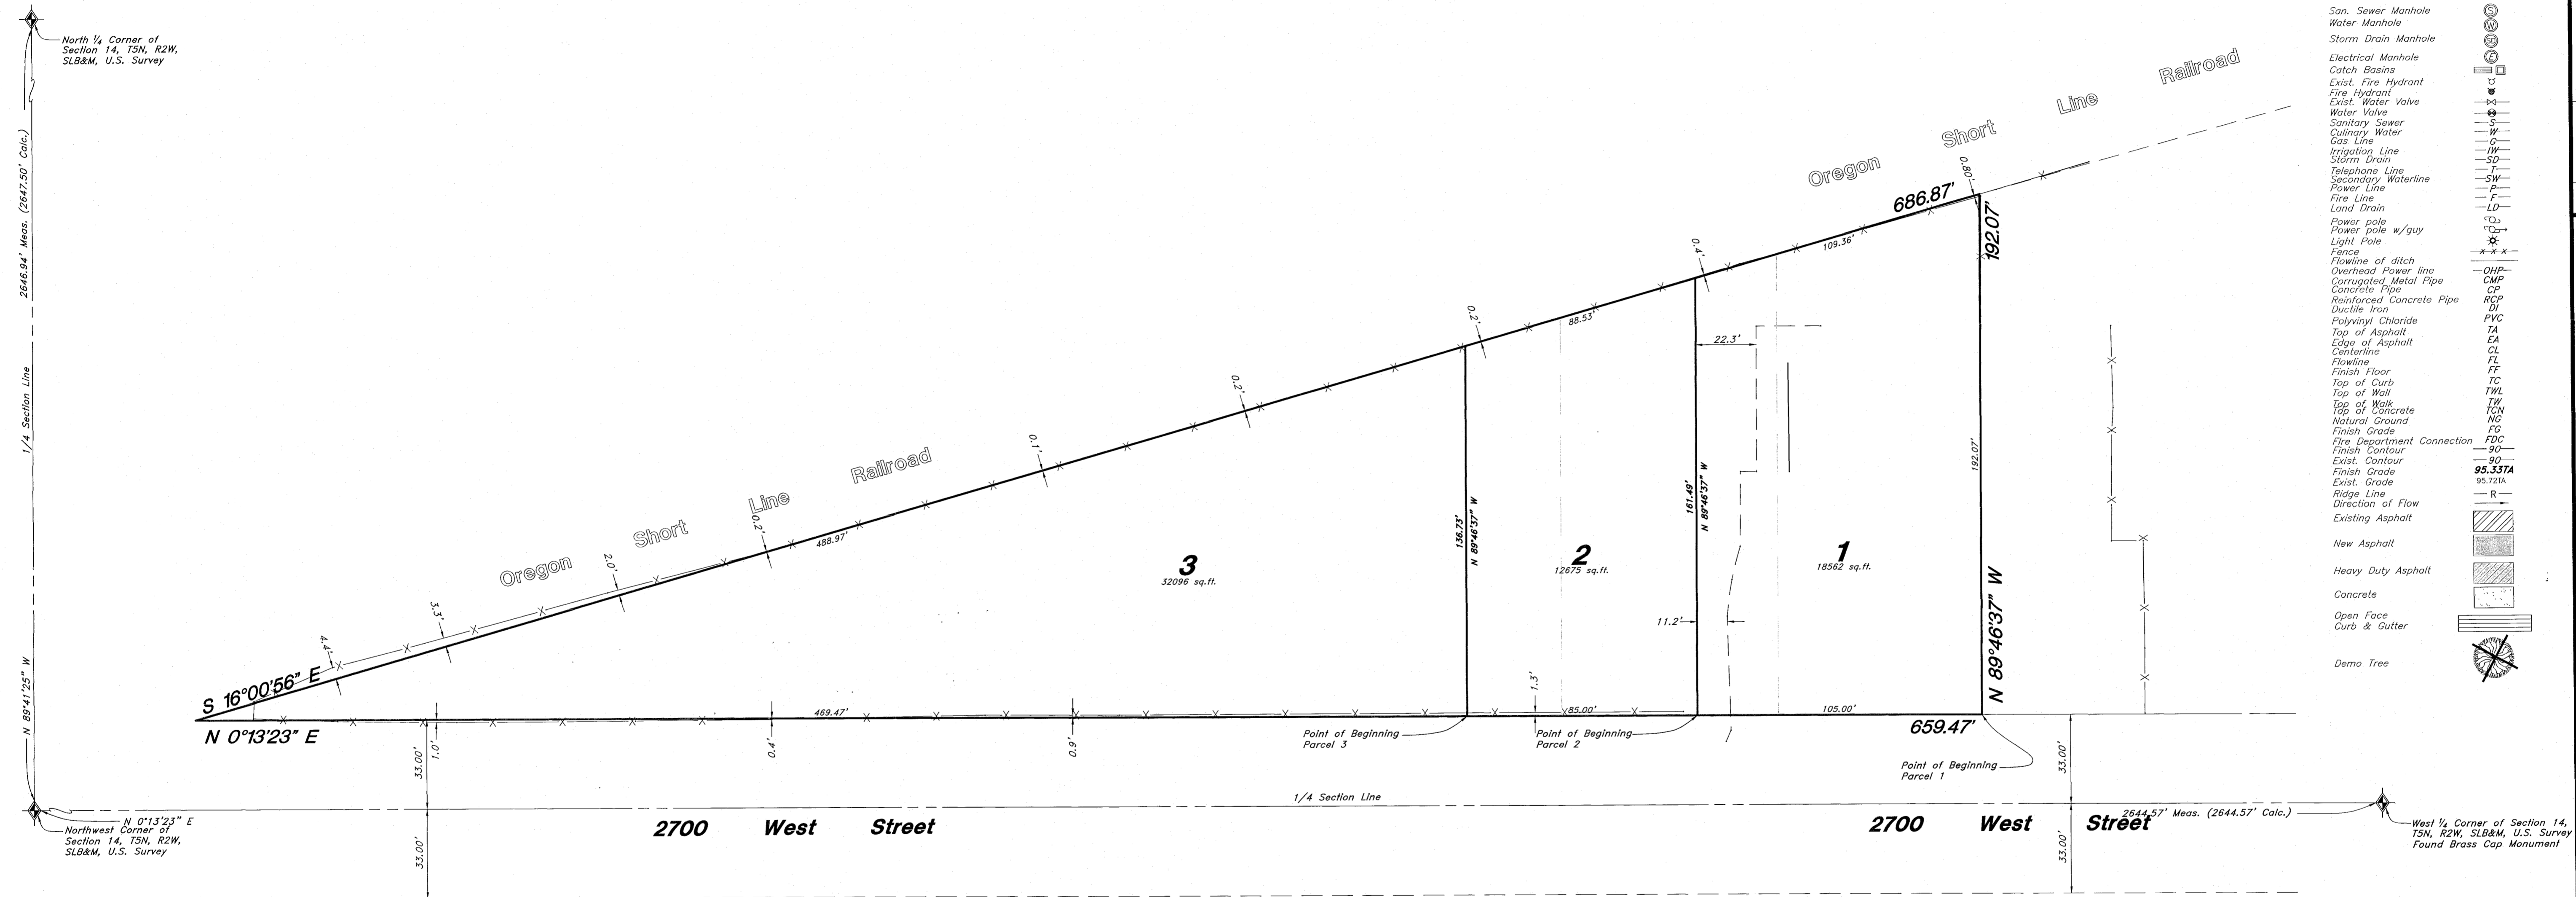 North ¼ Corner of
Section 14, T5N, R2W,
SLB&M, U.S. Survey
2646.94' Meas. (2647.50' Calc.)
1/4 Section Line
N 89°41'25" W
Northwest Corner of
Section 14, T5N, R2W,
SLB&M, U.S. Survey
N 0°13'23" E
Oregon Short Line Railroad
Oregon Short Line Railroad
686.87'
0.80'
192.07'
109.36'
0.4'
88.53'
0.2'
0.2'
0.1'
0.2'
488.97'
2.0'
3.3'
4.4'
S 16°00'56" E
N 0°13'23" E
469.47'
85.00'
105.00'
659.47'
1.3'
136.73'
N 89°46'37" W
161.49'
N 89°46'37" W
192.07'
N 89°46'37" W
22.3'
11.2'
3
32096 sq.ft.
2
12675 sq.ft.
1
18562 sq.ft.
Point of Beginning
Parcel 3
Point of Beginning
Parcel 2
Point of Beginning
Parcel 1
33.00'
1.0'
0.4'
0.9'
33.00'
33.00'
33.00'
1/4 Section Line
2700 West Street
2700 West Street
2644.57' Meas. (2644.57' Calc.)
West ¼ Corner of Section 14,
T5N, R2W, SLB&M, U.S. Survey
Found Brass Cap Monument
San. Sewer Manhole S
Water Manhole W
Storm Drain Manhole SD
Electrical Manhole E
Catch Basins
Exist. Fire Hydrant
Fire Hydrant
Exist. Water Valve
Water Valve
Sanitary Sewer S
Culinary Water W
Gas Line G
Irrigation Line IW
Storm Drain SD
Telephone Line T
Secondary Waterline SW
Power Line P
Fire Line F
Land Drain LD
Power pole
Power pole w/guy
Light Pole
Fence x x x
Flowline of ditch
Overhead Power line OHP
Corrugated Metal Pipe CMP
Concrete Pipe CP
Reinforced Concrete Pipe RCP
Ductile Iron DI
Polyvinyl Chloride PVC
Top of Asphalt TA
Edge of Asphalt EA
Centerline CL
Flowline FL
Finish Floor FF
Top of Curb TC
Top of Wall TWL
Top of Walk TW
Top of Concrete TCN
Natural Ground NG
Finish Grade FG
Fire Department Connection FDC
Finish Contour 90
Exist. Contour 90
Finish Grade 95.33TA
Exist. Grade 95.72TA
Ridge Line R
Direction of Flow
Existing Asphalt
New Asphalt
Heavy Duty Asphalt
Concrete
Open Face
Curb & Gutter
Demo Tree